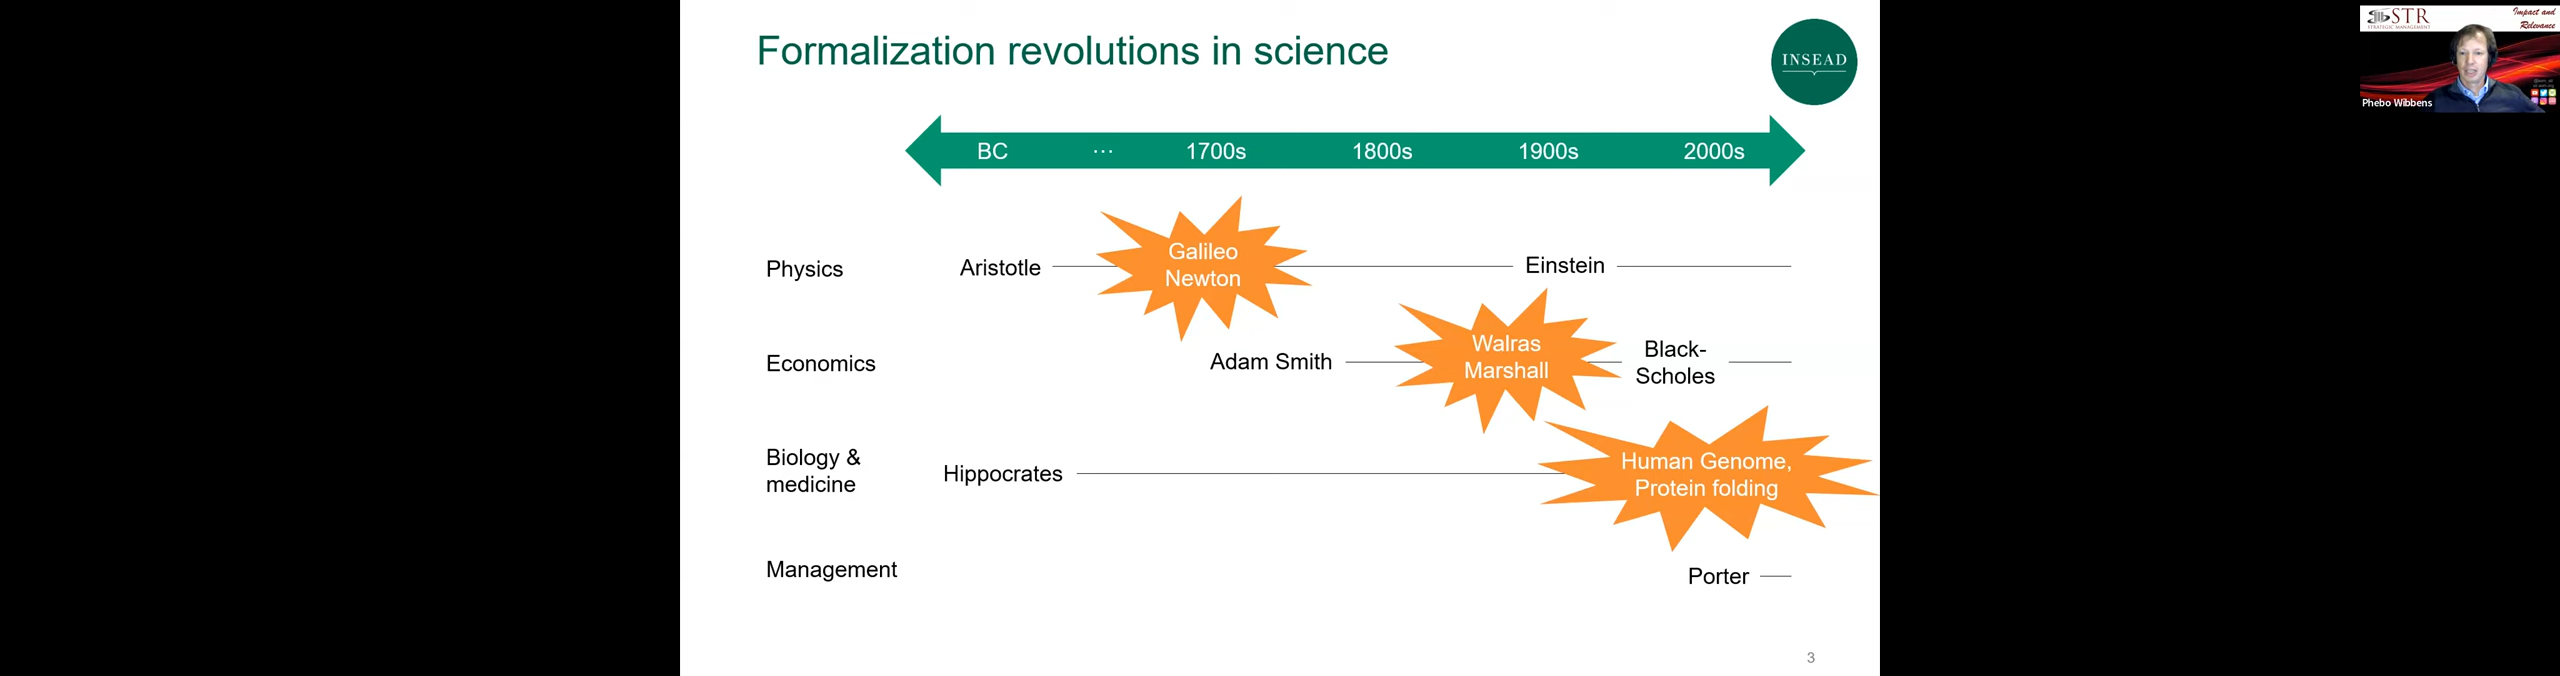 Formalization revolutions in science
INSEAD
BC ... 1700s 1800s 1900s 2000s
Physics
Aristotle
Galileo
Newton
Einstein
Economics
Adam Smith
Walras
Marshall
Black-
Scholes
Biology &
medicine
Hippocrates
Human Genome,
Protein folding
Management
Porter
3
STR
STRATEGIC MANAGEMENT
Impact and
Relevance
Phebo Wibbens